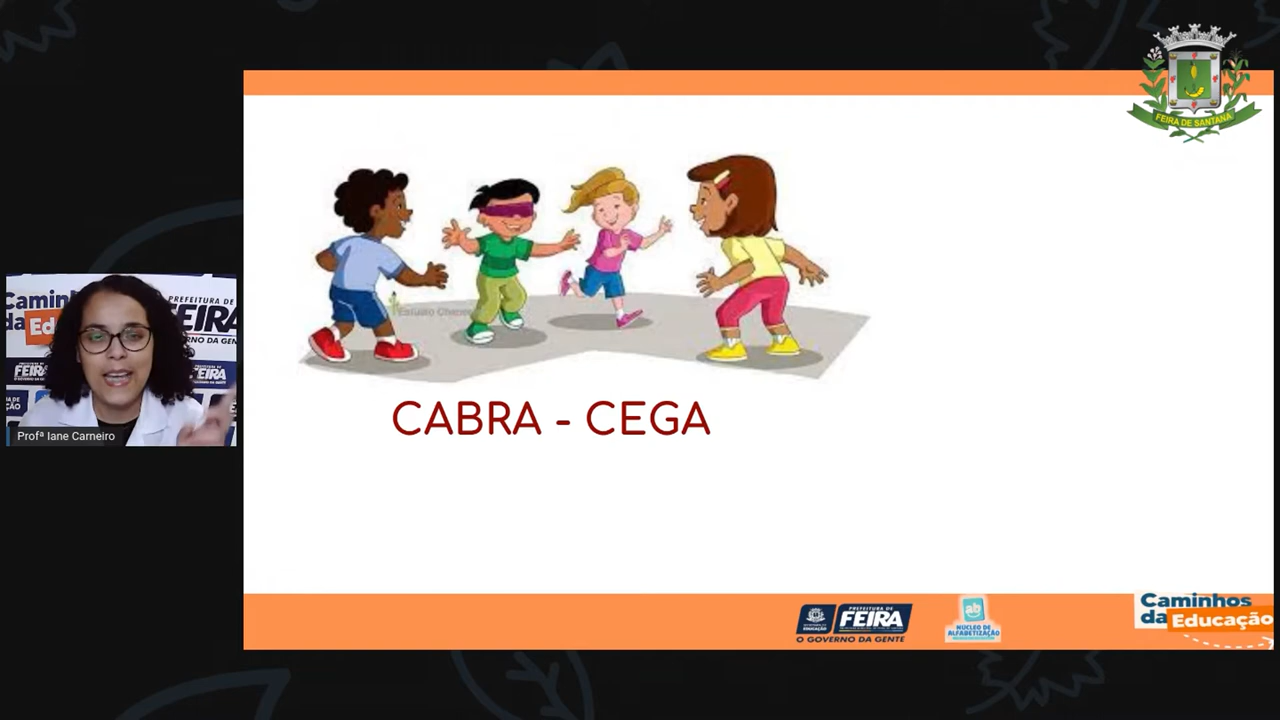 FEIRA DE SANTANA
CABRA - CEGA
Profª Iane Carneiro
PREFEITURA DE
FEIRA
O GOVERNO DA GENTE
EDUCAÇÃO
NÚCLEO DE
ALFABETIZAÇÃO
Caminhos
da Educação